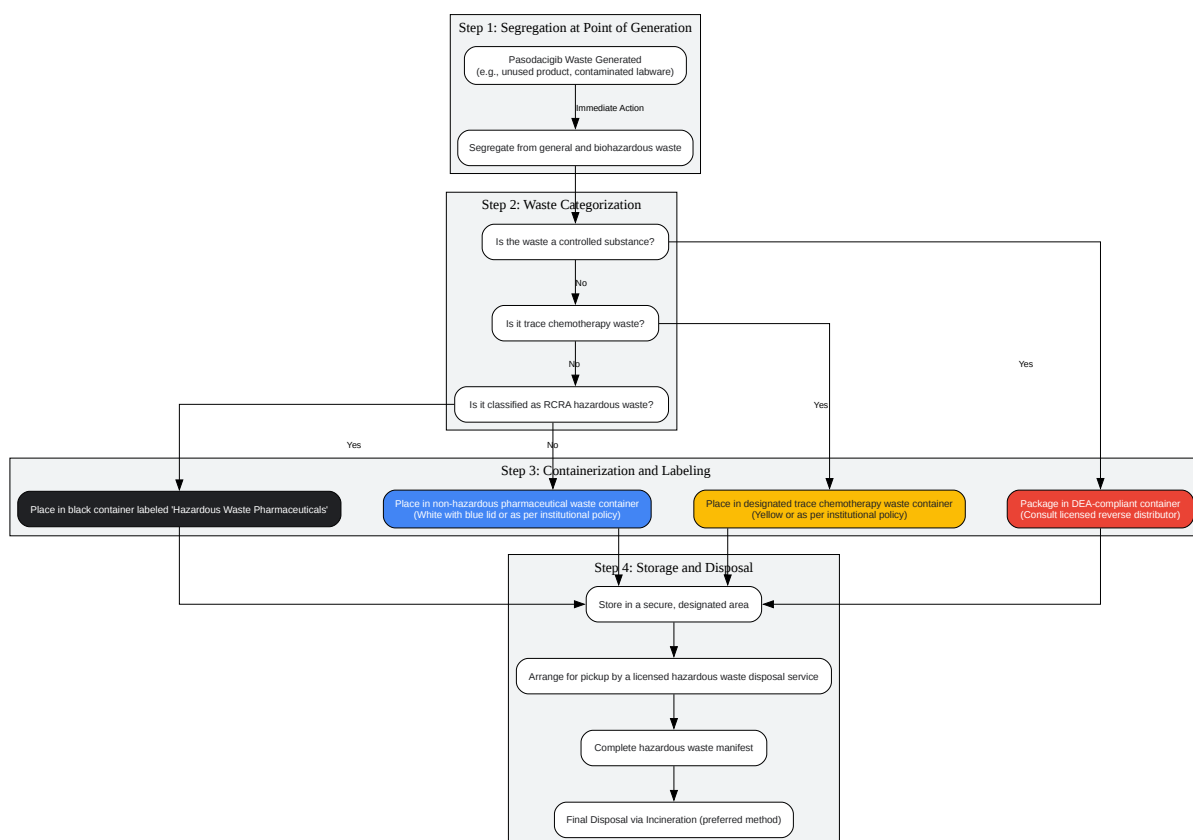 Step 1: Segregation at Point of Generation
Pasodacigib Waste Generated
(e.g., unused product, contaminated labware)
Immediate Action
Segregate from general and biohazardous waste
Step 2: Waste Categorization
Is the waste a controlled substance?
No
Is it trace chemotherapy waste?
No
Yes
Is it classified as RCRA hazardous waste?
Yes
Yes
No
Step 3: Containerization and Labeling
Place in black container labeled 'Hazardous Waste Pharmaceuticals'
Place in non-hazardous pharmaceutical waste container
(White with blue lid or as per institutional policy)
Place in designated trace chemotherapy waste container
(Yellow or as per institutional policy)
Package in DEA-compliant container
(Consult licensed reverse distributor)
Step 4: Storage and Disposal
Store in a secure, designated area
Arrange for pickup by a licensed hazardous waste disposal service
Complete hazardous waste manifest
Final Disposal via Incineration (preferred method)